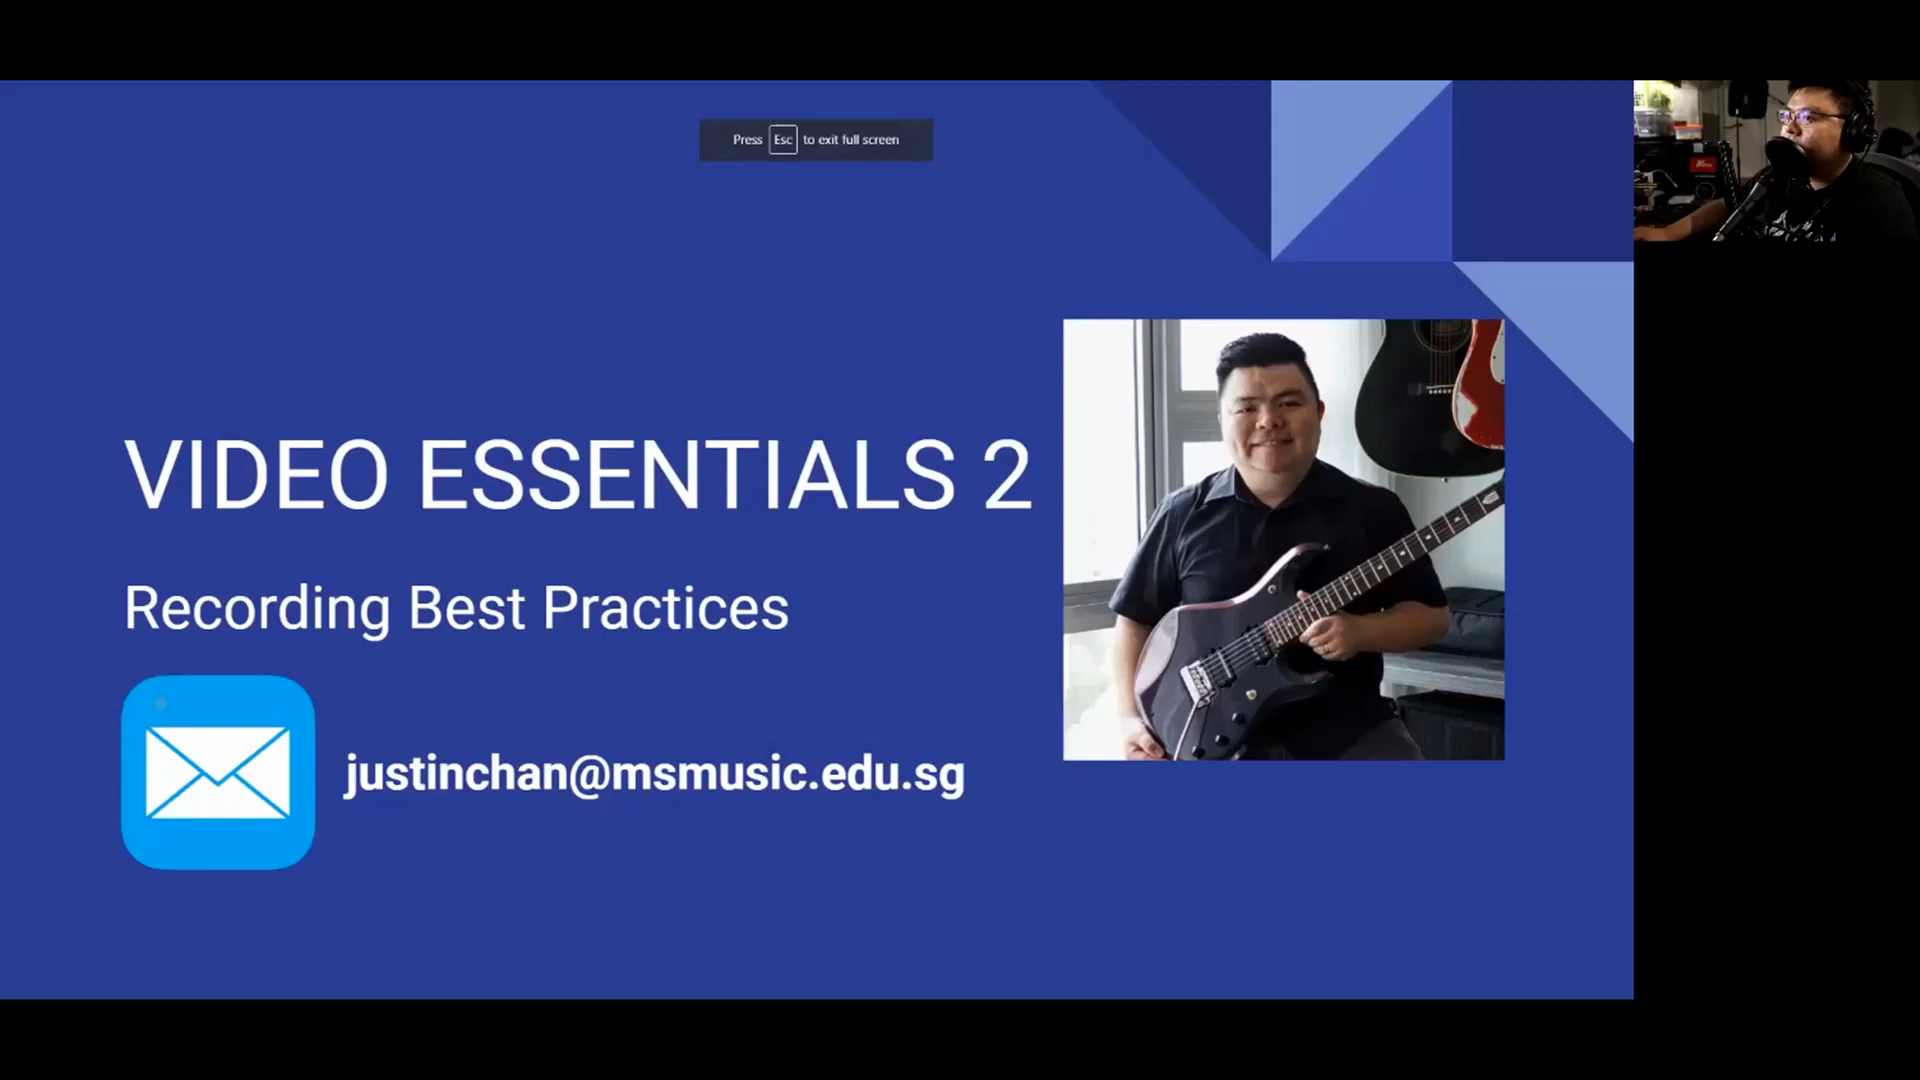 Press Esc to exit full screen
VIDEO ESSENTIALS 2
Recording Best Practices
justinchan@msmusic.edu.sg